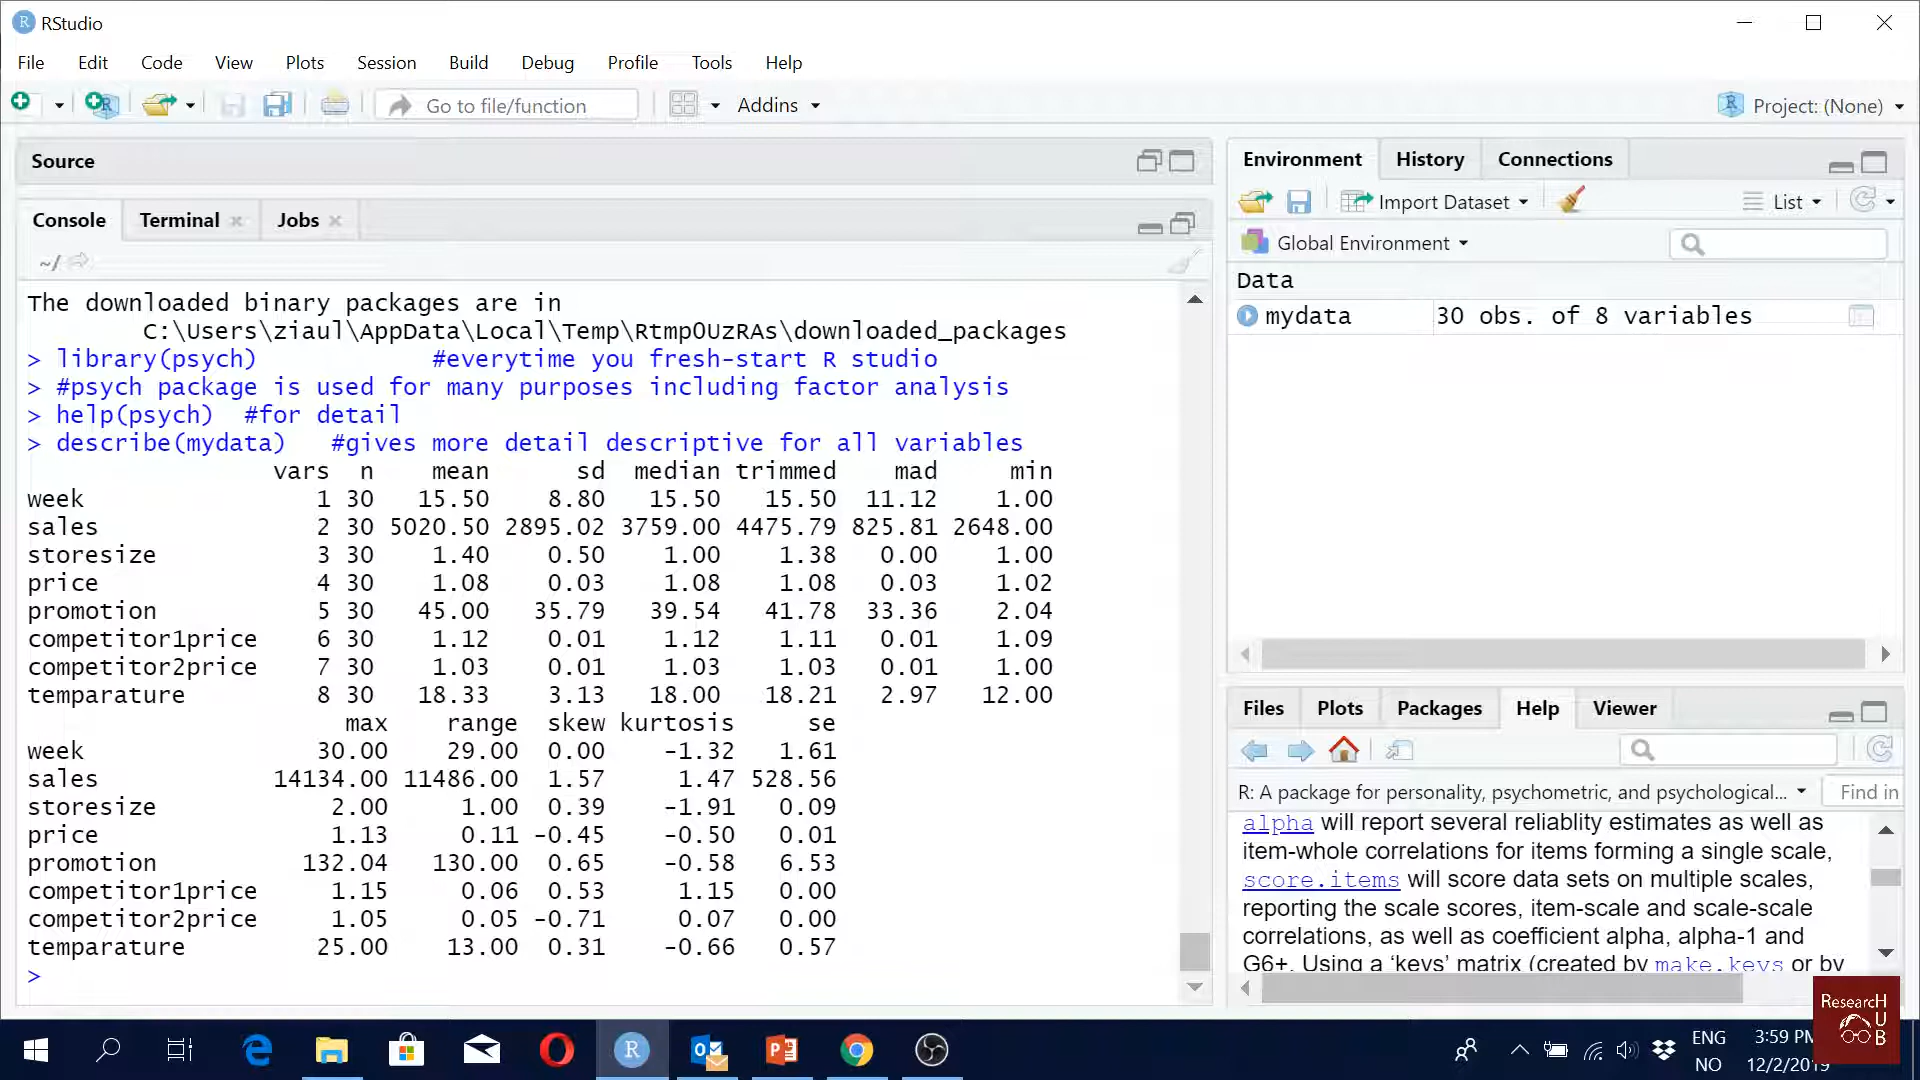 RStudio
File Edit Code View Plots Session Build Debug Profile Tools Help
Go to file/function Addins Project: (None)
Source
Console Terminal Jobs
~/
The downloaded binary packages are in
C:\Users\ziaul\AppData\Local\Temp\Rtmp0UzRAs\downloaded_packages
> library(psych) #everytime you fresh-start R studio
> #psych package is used for many purposes including factor analysis
> help(psych) #for detail
> describe(mydata) #gives more detail descriptive for all variables
vars n mean sd median trimmed mad min
week 1 30 15.50 8.80 15.50 15.50 11.12 1.00
sales 2 30 5020.50 2895.02 3759.00 4475.79 825.81 2648.00
storesize 3 30 1.40 0.50 1.00 1.38 0.00 1.00
price 4 30 1.08 0.03 1.08 1.08 0.03 1.02
promotion 5 30 45.00 35.79 39.54 41.78 33.36 2.04
competitor1price 6 30 1.12 0.01 1.12 1.11 0.01 1.09
competitor2price 7 30 1.03 0.01 1.03 1.03 0.01 1.00
temparature 8 30 18.33 3.13 18.00 18.21 2.97 12.00
max range skew kurtosis se
week 30.00 29.00 0.00 -1.32 1.61
sales 14134.00 11486.00 1.57 1.47 528.56
storesize 2.00 1.00 0.39 -1.91 0.09
price 1.13 0.11 -0.45 -0.50 0.01
promotion 132.04 130.00 0.65 -0.58 6.53
competitor1price 1.15 0.06 0.53 1.15 0.00
competitor2price 1.05 0.05 -0.71 0.07 0.00
temparature 25.00 13.00 0.31 -0.66 0.57
>
Environment History Connections
Import Dataset List
Global Environment
Data
mydata 30 obs. of 8 variables
Files Plots Packages Help Viewer
R: A package for personality, psychometric, and psychological... Find in
alpha will report several reliablity estimates as well as
item-whole correlations for items forming a single scale,
score.items will score data sets on multiple scales,
reporting the scale scores, item-scale and scale-scale
correlations, as well as coefficient alpha, alpha-1 and
G6+. Using a ‘keys’ matrix (created by make.keys or by
ResearcH
UB
ENG 3:59 PM
NO 12/2/2019